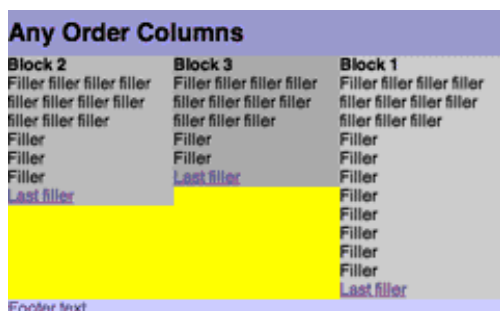 Any Order Columns
Block 2
Filler filler filler filler
filler filler filler filler
filler filler filler
Filler
Filler
Filler
Last filler
Block 3
Filler filler filler filler
filler filler filler filler
filler filler filler
Filler
Filler
Last filler
Block 1
Filler filler filler filler
filler filler filler filler
filler filler filler
Filler
Filler
Filler
Filler
Filler
Filler
Filler
Filler
Last filler
Footer text